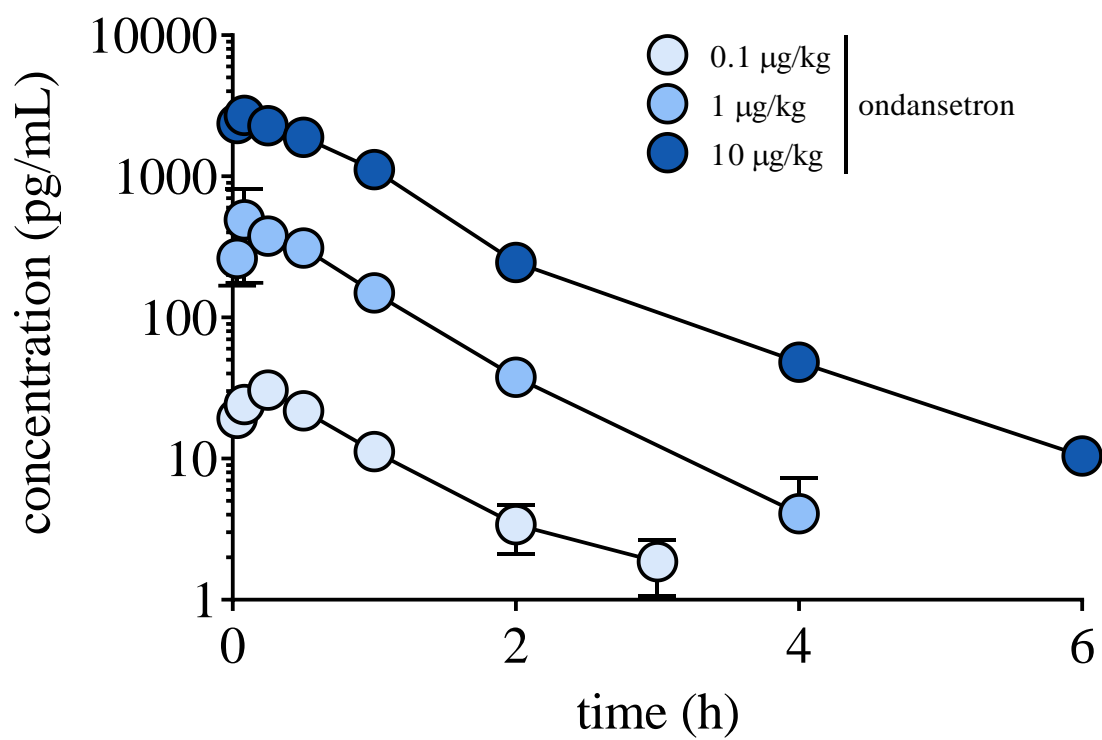 10000
1000
100
10
1
concentration (pg/mL)
0 2 4 6
time (h)
0.1 μg/kg
1 μg/kg
10 μg/kg
ondansetron